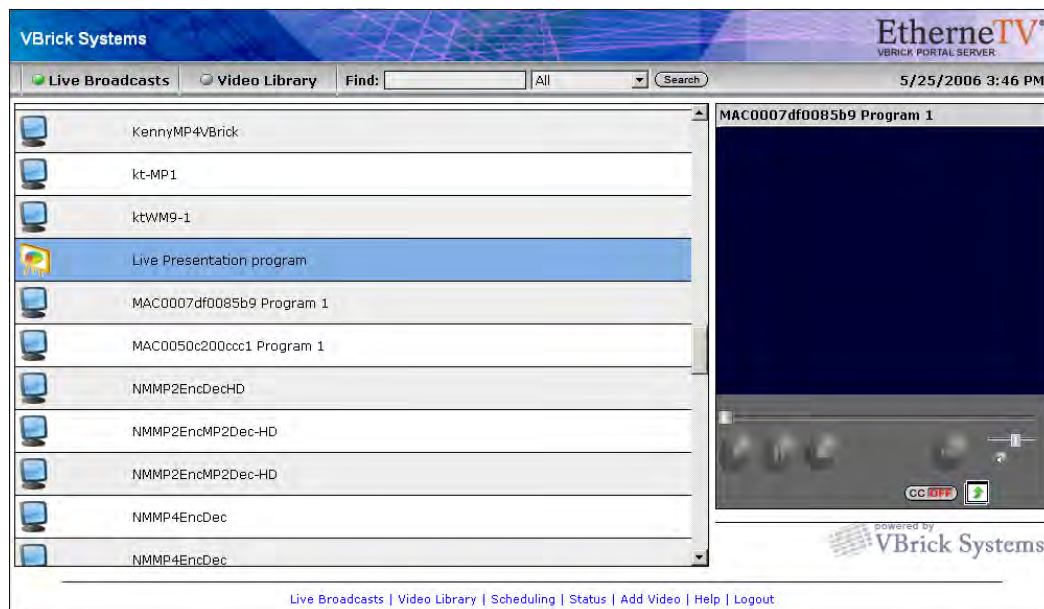 VBrick Systems
EtherneTV®
VBRICK PORTAL SERVER
Live Broadcasts Video Library Find: All Search 5/25/2006 3:46 PM
MAC0007df0085b9 Program 1
KennyMP4VBrick
kt-MP1
ktWM9-1
Live Presentation program
MAC0007df0085b9 Program 1
MAC0050c200ccc1 Program 1
NMMP2EncDecHD
NMMP2EncMP2Dec-HD
NMMP2EncMP2Dec-HD
NMMP4EncDec
NMMP4EncDec
CC OFF
powered by
VBrick Systems
Live Broadcasts | Video Library | Scheduling | Status | Add Video | Help | Logout